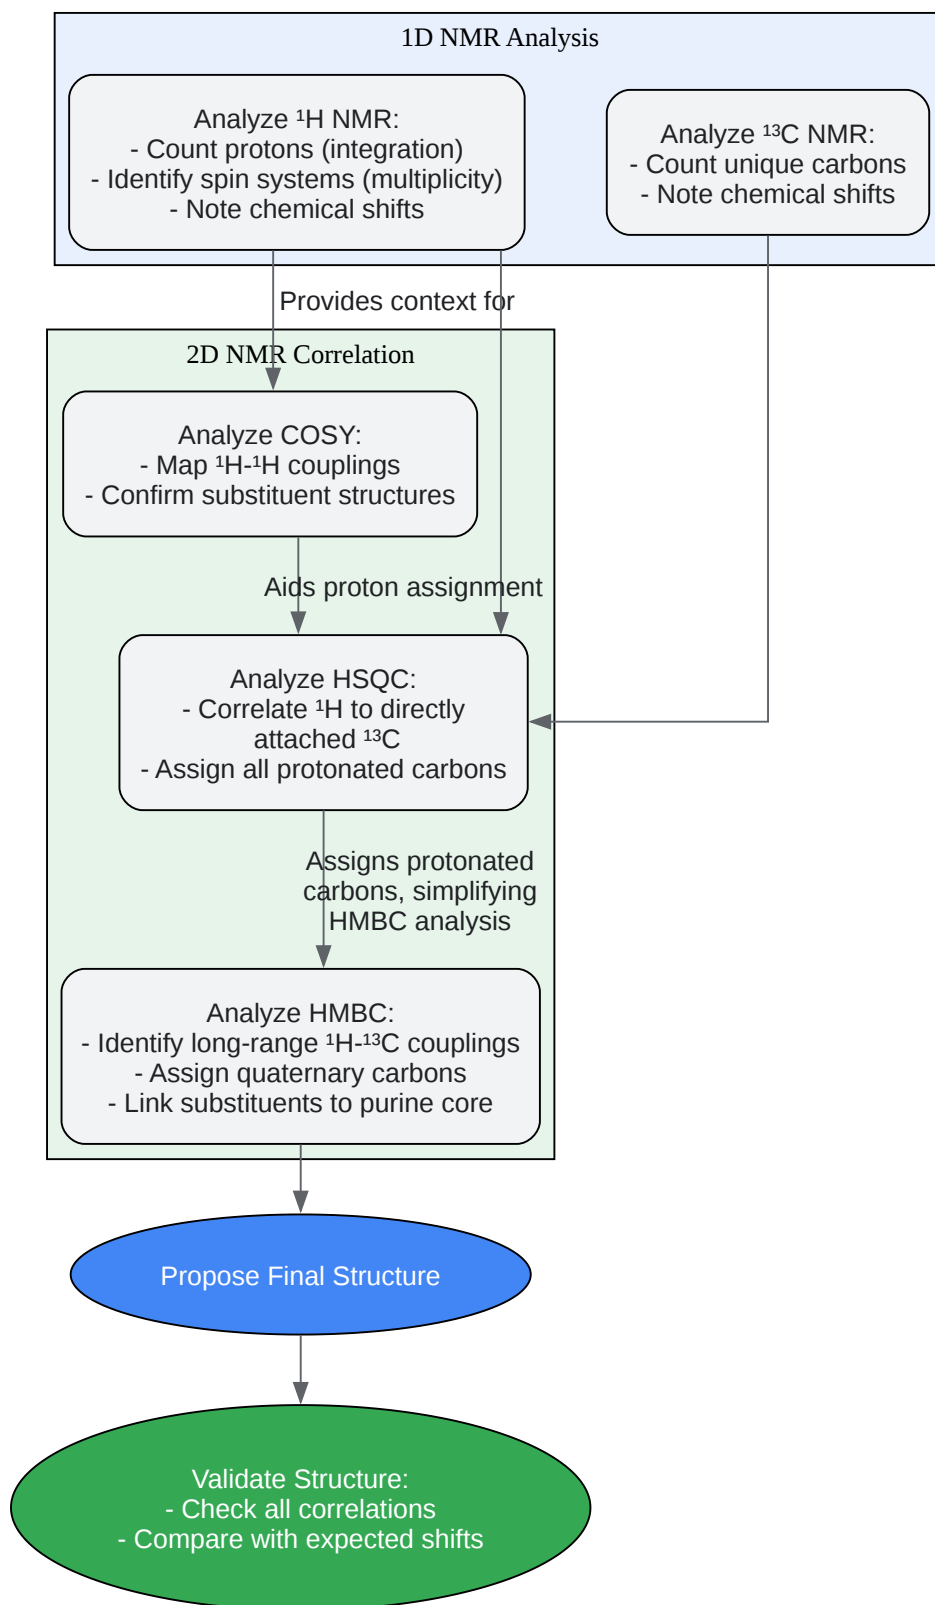 1D NMR Analysis
Analyze ¹H NMR:
- Count protons (integration)
- Identify spin systems (multiplicity)
- Note chemical shifts
Analyze ¹³C NMR:
- Count unique carbons
- Note chemical shifts
Provides context for
2D NMR Correlation
Analyze COSY:
- Map ¹H-¹H couplings
- Confirm substituent structures
Aids proton assignment
Analyze HSQC:
- Correlate ¹H to directly
attached ¹³C
- Assign all protonated carbons
Assigns protonated
carbons, simplifying
HMBC analysis
Analyze HMBC:
- Identify long-range ¹H-¹³C couplings
- Assign quaternary carbons
- Link substituents to purine core
Propose Final Structure
Validate Structure:
- Check all correlations
- Compare with expected shifts